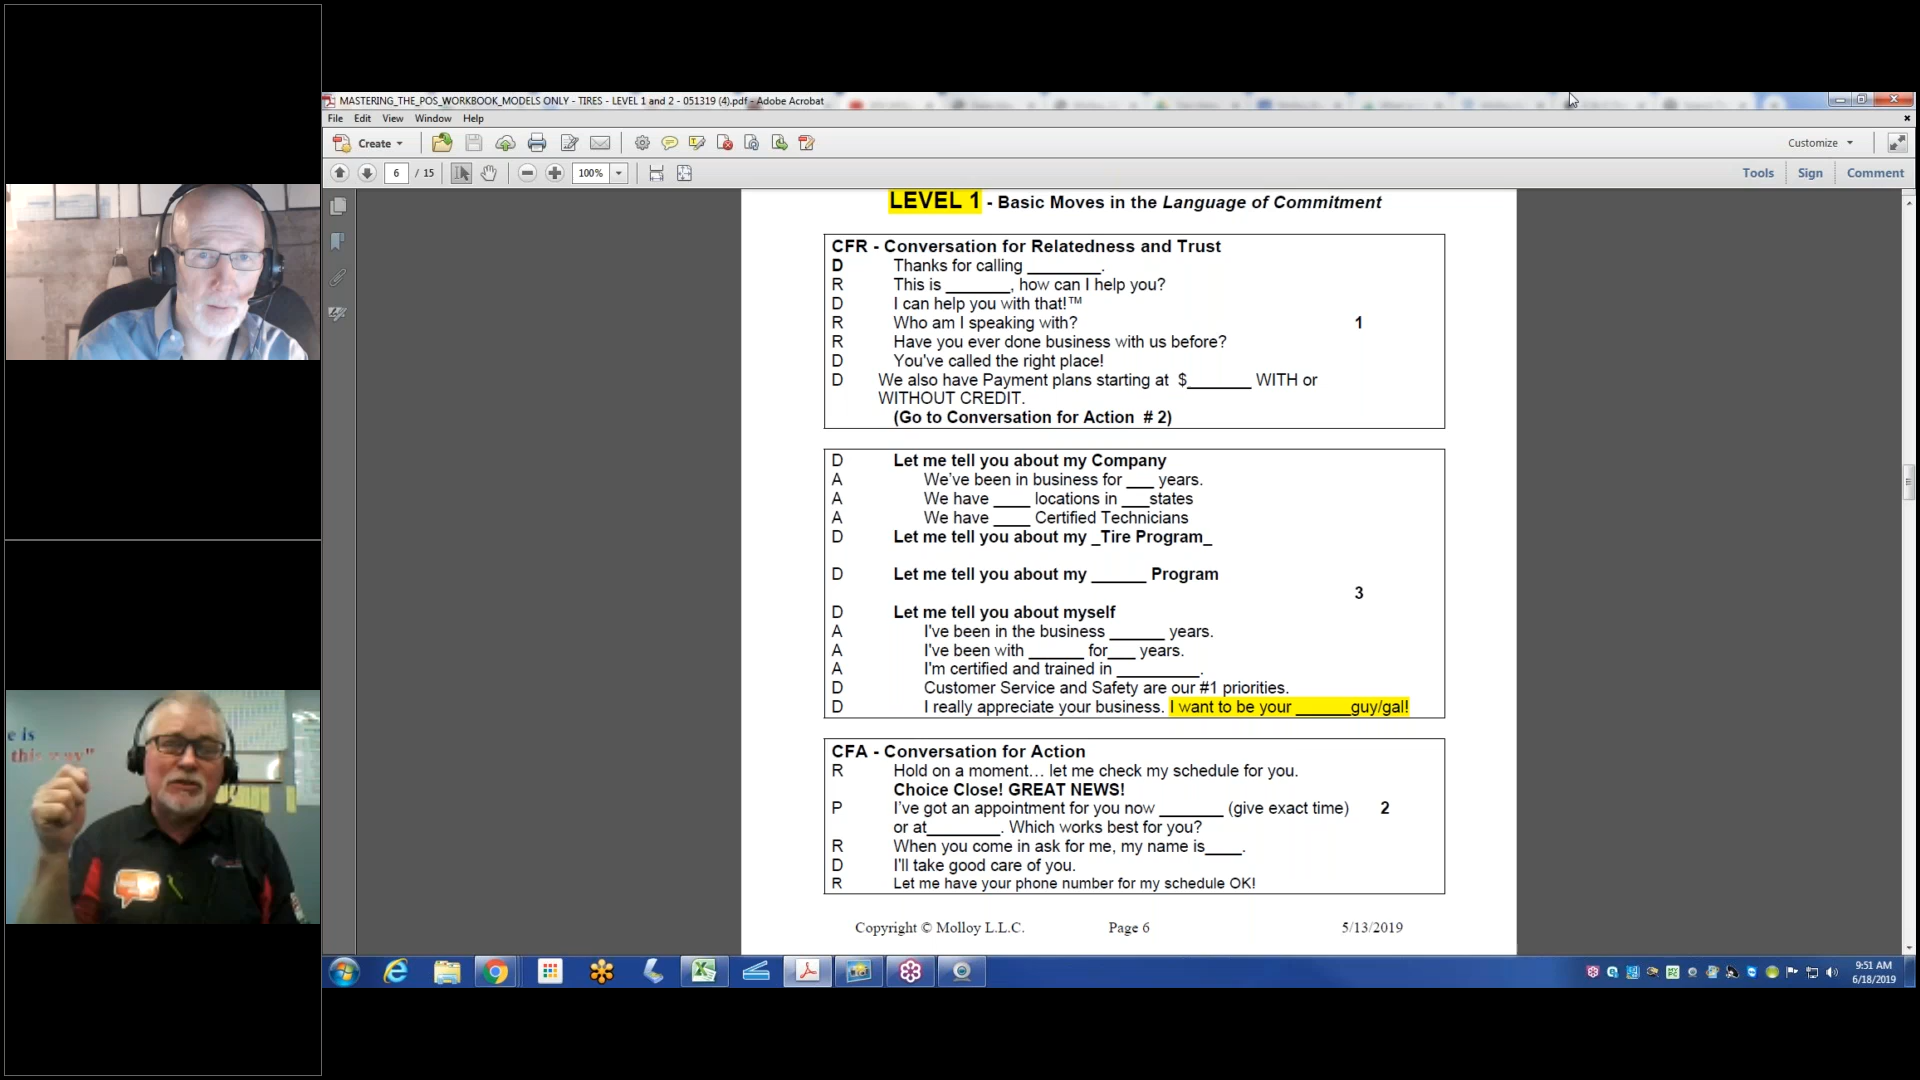 e is
this way"
MASTERING_THE_POS_WORKBOOK_MODELS ONLY - TIRES - LEVEL 1 and 2 - 051319 (4).pdf - Adobe Acrobat
File Edit View Window Help
Create
Customize
6 / 15
100%
Tools Sign Comment
LEVEL 1 - Basic Moves in the Language of Commitment
CFR - Conversation for Relatedness and Trust
D Thanks for calling ________.
R This is _______, how can I help you?
D I can help you with that!™
R Who am I speaking with? 1
R Have you ever done business with us before?
D You've called the right place!
D We also have Payment plans starting at $_______ WITH or
WITHOUT CREDIT.
(Go to Conversation for Action # 2)
D Let me tell you about my Company
A We've been in business for ___ years.
A We have ____ locations in ___states
A We have ____ Certified Technicians
D Let me tell you about my _Tire Program_
D Let me tell you about my ______ Program
3
D Let me tell you about myself
A I've been in the business ______ years.
A I've been with ______ for___ years.
A I'm certified and trained in _________.
D Customer Service and Safety are our #1 priorities.
D I really appreciate your business. I want to be your ______guy/gal!
CFA - Conversation for Action
R Hold on a moment… let me check my schedule for you.
Choice Close! GREAT NEWS!
P I've got an appointment for you now _______ (give exact time) 2
or at________. Which works best for you?
R When you come in ask for me, my name is____.
D I'll take good care of you.
R Let me have your phone number for my schedule OK!
Copyright © Molloy L.L.C. Page 6 5/13/2019
9:51 AM
6/18/2019